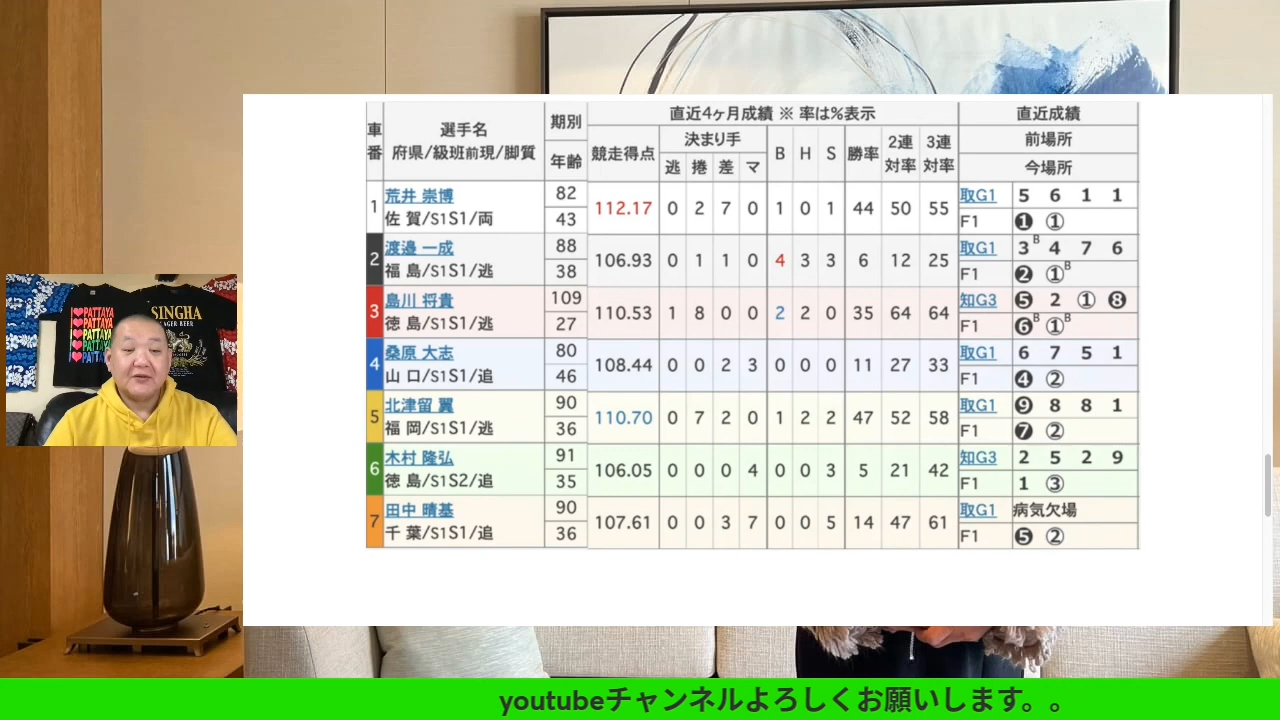 車番 選手名 府県/級班前現/脚質 期別 年齢 競走得点 直近4ヶ月成績 ※ 率は%表示 直近成績
決まり手 逃 捲 差 マ B H S 勝率 2連対率 3連対率 前場所 今場所
1 荒井 崇博 82 112.17 0 2 7 0 1 0 1 44 50 55 取G1 5 6 1 1
佐 賀/S1S1/両 43 F1 ❶ ①
2 渡邉 一成 88 106.93 0 1 1 0 4 3 3 6 12 25 取G1 3B 4 7 6
福 島/S1S1/逃 38 F1 ❷ ①B
3 島川 将貴 109 110.53 1 8 0 0 2 2 0 35 64 64 知G3 ❺ 2 ① ❽
徳 島/S1S1/逃 27 F1 ❻B ①B
4 桑原 大志 80 108.44 0 0 2 3 0 0 0 11 27 33 取G1 6 7 5 1
山 口/S1S1/追 46 F1 ❹ ②
5 北津留 翼 90 110.70 0 7 2 0 1 2 2 47 52 58 取G1 ❾ 8 8 1
福 岡/S1S1/逃 36 F1 ❼ ②
6 木村 隆弘 91 106.05 0 0 0 4 0 0 3 5 21 42 知G3 2 5 2 9
徳 島/S1S2/追 35 F1 1 ③
7 田中 晴基 90 107.61 0 0 3 7 0 0 5 14 47 61 取G1 病気欠場
千 葉/S1S1/追 36 F1 ❺ ②
I❤PATTAYA
I❤PATTAYA
I❤PATTAYA
I❤PATTAYA
SINGHA
LAGER BEER
youtubeチャンネルよろしくお願いします。。